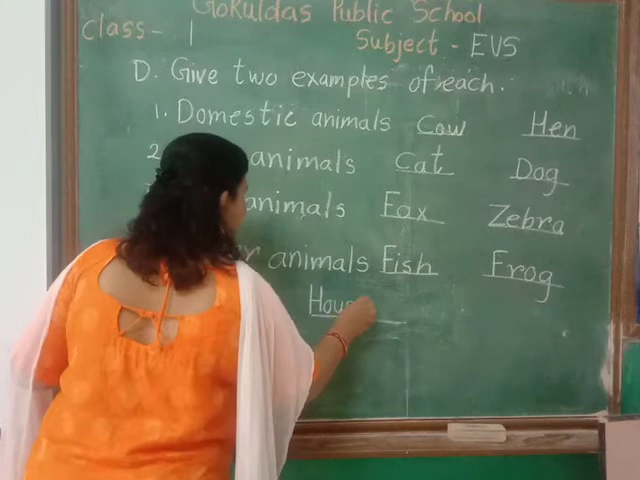 Gokuldas Public School
Class- 1 Subject - EVS
D. Give two examples of each.
1. Domestic animals Cow Hen
2. animals Cat Dog
animals Fox Zebra
animals Fish Frog